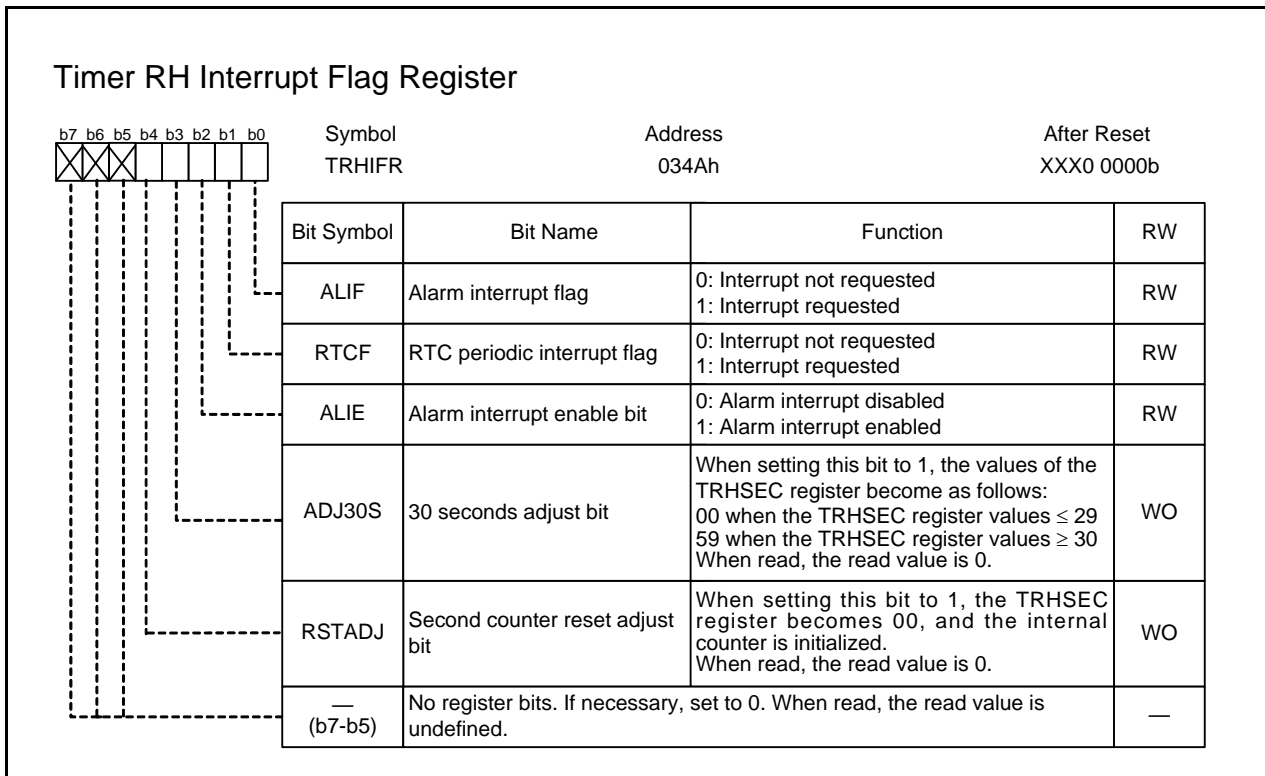 Timer RH Interrupt Flag Register
b7 b6 b5 b4 b3 b2 b1 b0
Symbol Address After Reset
TRHIFR 034Ah XXX0 0000b
Bit Symbol Bit Name Function RW
ALIF Alarm interrupt flag 0: Interrupt not requested
1: Interrupt requested RW
RTCF RTC periodic interrupt flag 0: Interrupt not requested
1: Interrupt requested RW
ALIE Alarm interrupt enable bit 0: Alarm interrupt disabled
1: Alarm interrupt enabled RW
ADJ30S 30 seconds adjust bit When setting this bit to 1, the values of the
TRHSEC register become as follows:
00 when the TRHSEC register values ≤ 29
59 when the TRHSEC register values ≥ 30
When read, the read value is 0. WO
RSTADJ Second counter reset adjust
bit
When setting this bit to 1, the TRHSEC
register becomes 00, and the internal
counter is initialized.
When read, the read value is 0. WO
—
(b7-b5)
No register bits. If necessary, set to 0. When read, the read value is
undefined. —